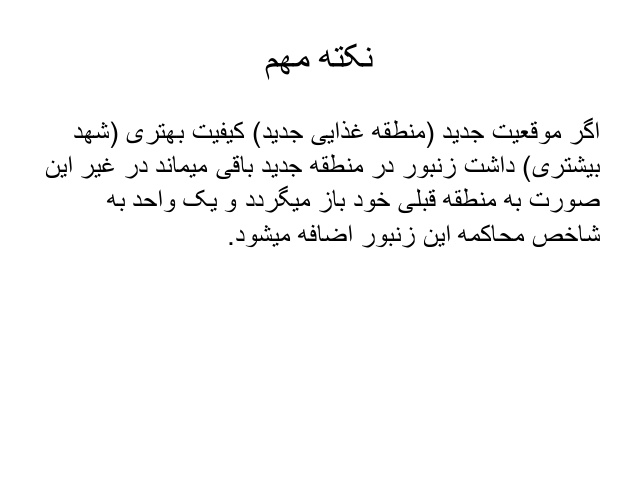 نکته مهم
اگر موقعیت جدید (منطقه غذایی جدید) کیفیت بهتری (شهد
بیشتری) داشت زنبور در منطقه جدید باقی میماند در غیر این
صورت به منطقه قبلی خود باز میگردد و یک واحد به
شاخص محاکمه این زنبور اضافه میشود.